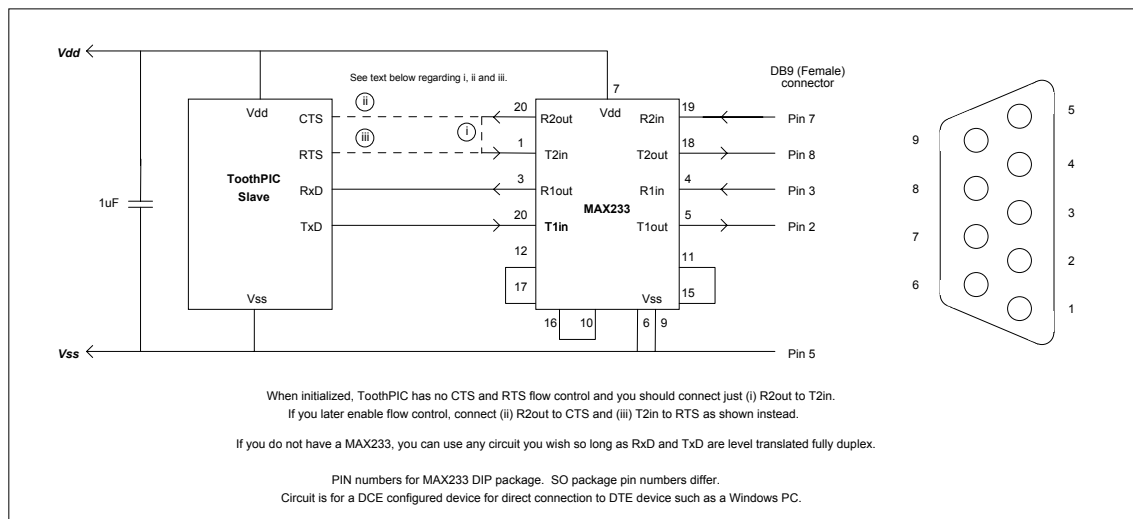 Vdd
See text below regarding i, ii and iii.
DB9 (Female)
connector
7
ii
20
19
5
Vdd
CTS
R2out
Vdd
R2in
Pin 7
i
9
iii
1
18
RTS
T2in
T2out
Pin 8
4
ToothPIC
Slave
3
4
8
RxD
R1out
R1in
Pin 3
1uF
MAX233
3
20
5
TxD
T1in
T1out
Pin 2
7
12
11
2
17
15
6
Vss
Vss
1
16
10
6
9
Vss
Pin 5
When initialized, ToothPIC has no CTS and RTS flow control and you should connect just (i) R2out to T2in.
If you later enable flow control, connect (ii) R2out to CTS and (iii) T2in to RTS as shown instead.
If you do not have a MAX233, you can use any circuit you wish so long as RxD and TxD are level translated fully duplex.
PIN numbers for MAX233 DIP package. SO package pin numbers differ.
Circuit is for a DCE configured device for direct connection to DTE device such as a Windows PC.